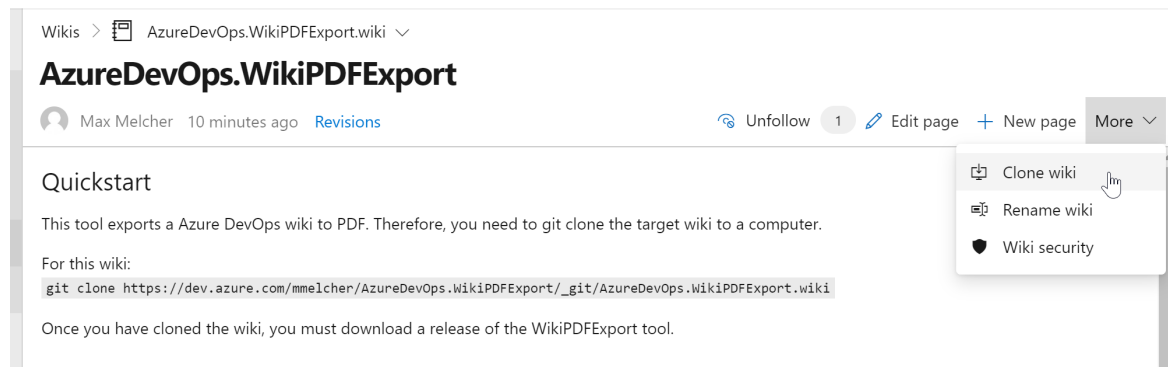 Wikis > AzureDevOps.WikiPDFExport.wiki
AzureDevOps.WikiPDFExport
Max Melcher 10 minutes ago Revisions
Unfollow 1 Edit page + New page More
Clone wiki
Rename wiki
Wiki security
Quickstart
This tool exports a Azure DevOps wiki to PDF. Therefore, you need to git clone the target wiki to a computer.
For this wiki:
git clone https://dev.azure.com/mmelcher/AzureDevOps.WikiPDFExport/_git/AzureDevOps.WikiPDFExport.wiki
Once you have cloned the wiki, you must download a release of the WikiPDFExport tool.